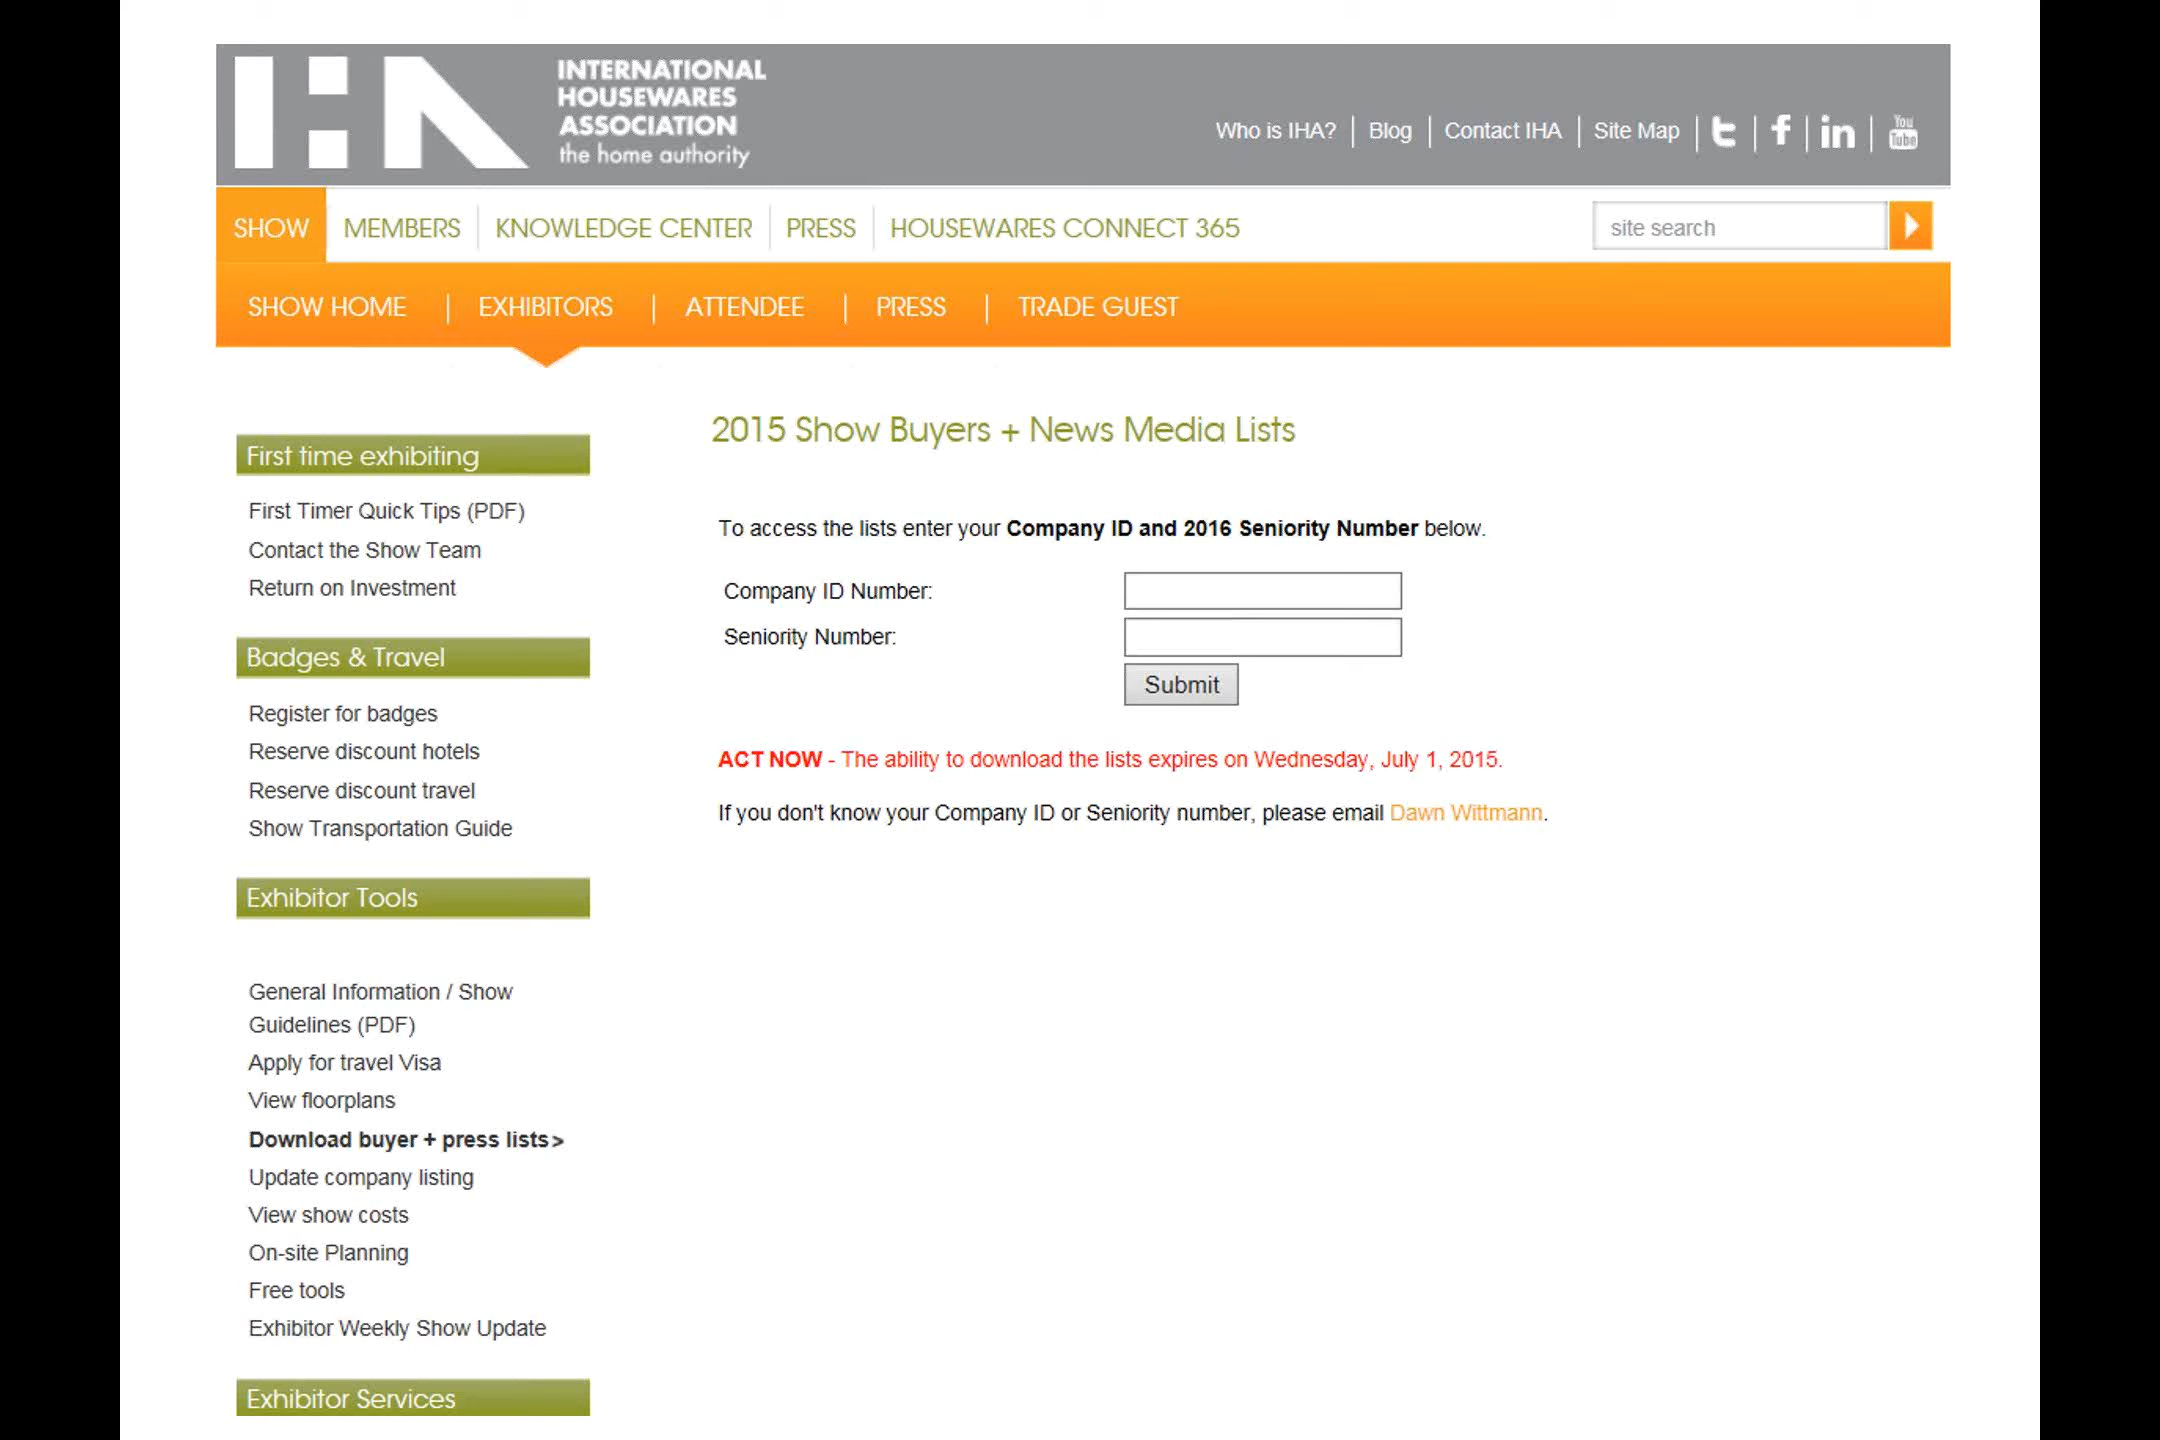 INTERNATIONAL
HOUSEWARES
ASSOCIATION
the home authority
Who is IHA? | Blog | Contact IHA | Site Map
You
Tube
SHOW MEMBERS KNOWLEDGE CENTER PRESS HOUSEWARES CONNECT 365
site search
SHOW HOME | EXHIBITORS | ATTENDEE | PRESS | TRADE GUEST
First time exhibiting
First Timer Quick Tips (PDF)
Contact the Show Team
Return on Investment
Badges & Travel
Register for badges
Reserve discount hotels
Reserve discount travel
Show Transportation Guide
Exhibitor Tools
General Information / Show
Guidelines (PDF)
Apply for travel Visa
View floorplans
Download buyer + press lists>
Update company listing
View show costs
On-site Planning
Free tools
Exhibitor Weekly Show Update
Exhibitor Services
2015 Show Buyers + News Media Lists
To access the lists enter your Company ID and 2016 Seniority Number below.
Company ID Number:
Seniority Number:
Submit
ACT NOW - The ability to download the lists expires on Wednesday, July 1, 2015.
If you don't know your Company ID or Seniority number, please email Dawn Wittmann.